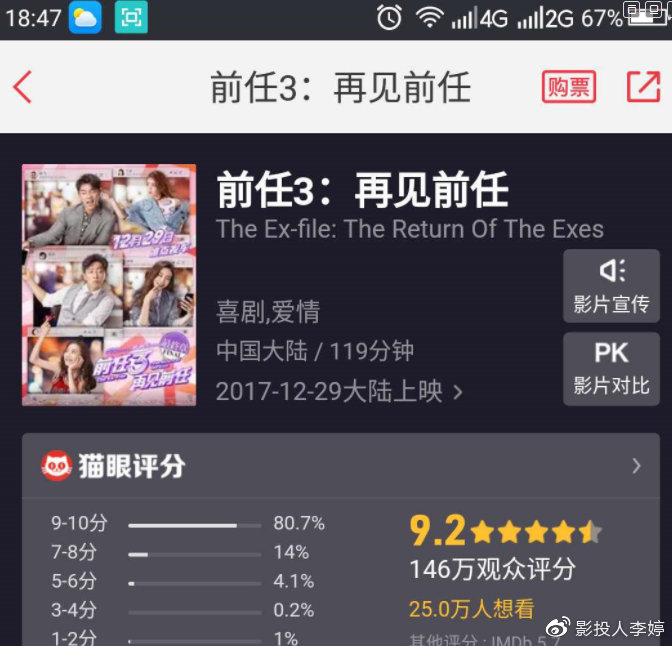 18:47 4G 2G 67%
前任3：再见前任 购票
前任3：再见前任
The Ex-file: The Return Of The Exes
12月29日
影片宣传
喜剧,爱情
中国大陆 / 119分钟
PK
影片对比
前任3
再见前任
FINAL
2017-12-29大陆上映
猫眼评分
9-10分 80.7%
7-8分 14%
5-6分 4.1%
3-4分 0.2%
1-2分 1%
9.2
146万观众评分
25.0万人想看
其他评分：IMDb 5.7
影投人李婷